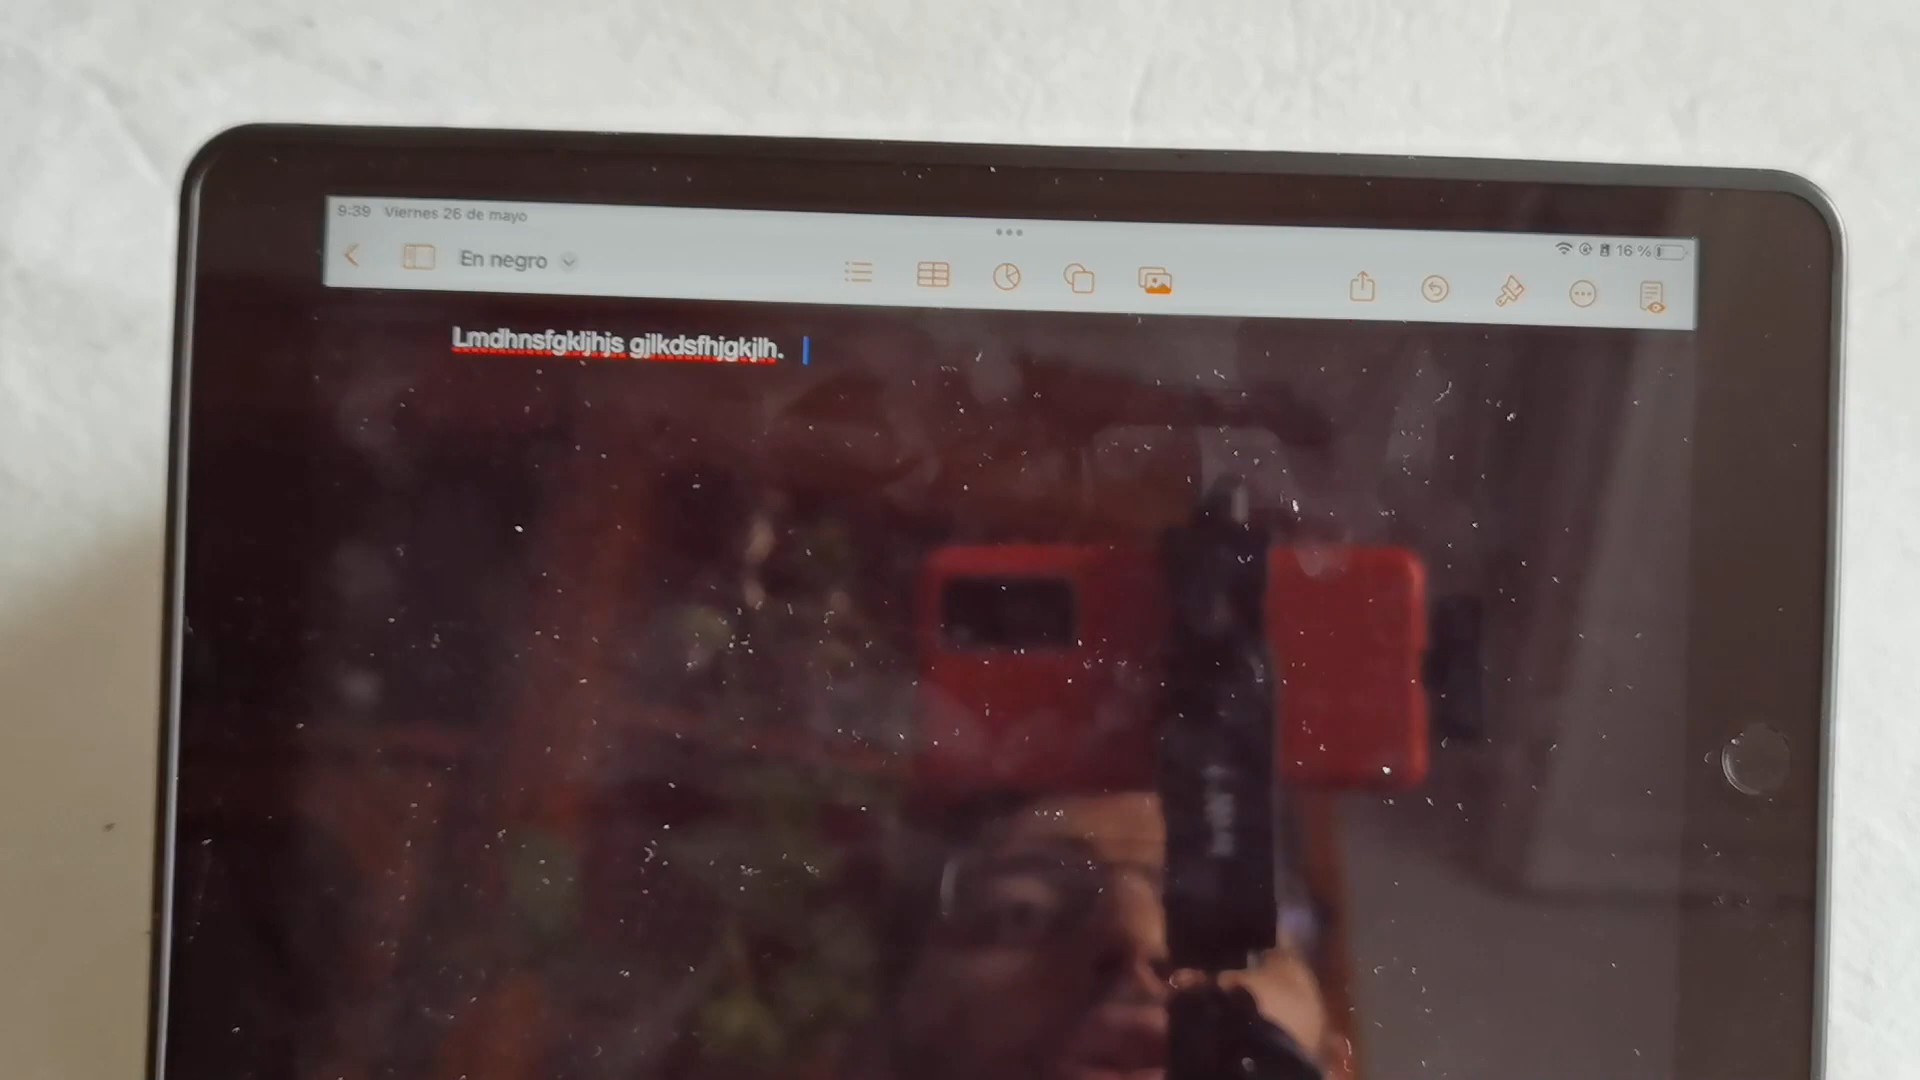 9:39 Viernes 26 de mayo
16 %
En negro
Lmdhnsfgkljhjs gjlkdsfhjgkjlh.